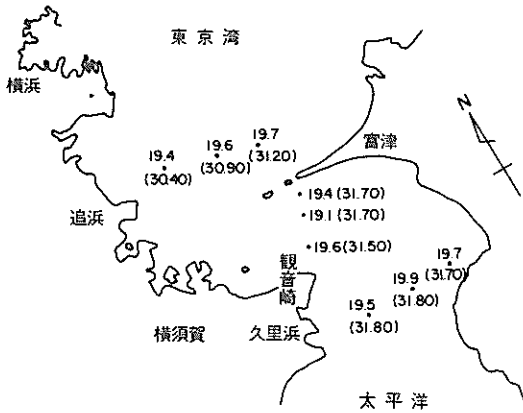 東京湾
横浜
N
富津
19.7
(31.20)
19.6
(30.90)
19.4
(30.40)
19.4(31.70)
19.1(31.70)
追浜
19.6(31.50)
観音崎
19.7
(31.70)
19.9
(31.80)
19.5
(31.80)
横須賀
久里浜
太平洋